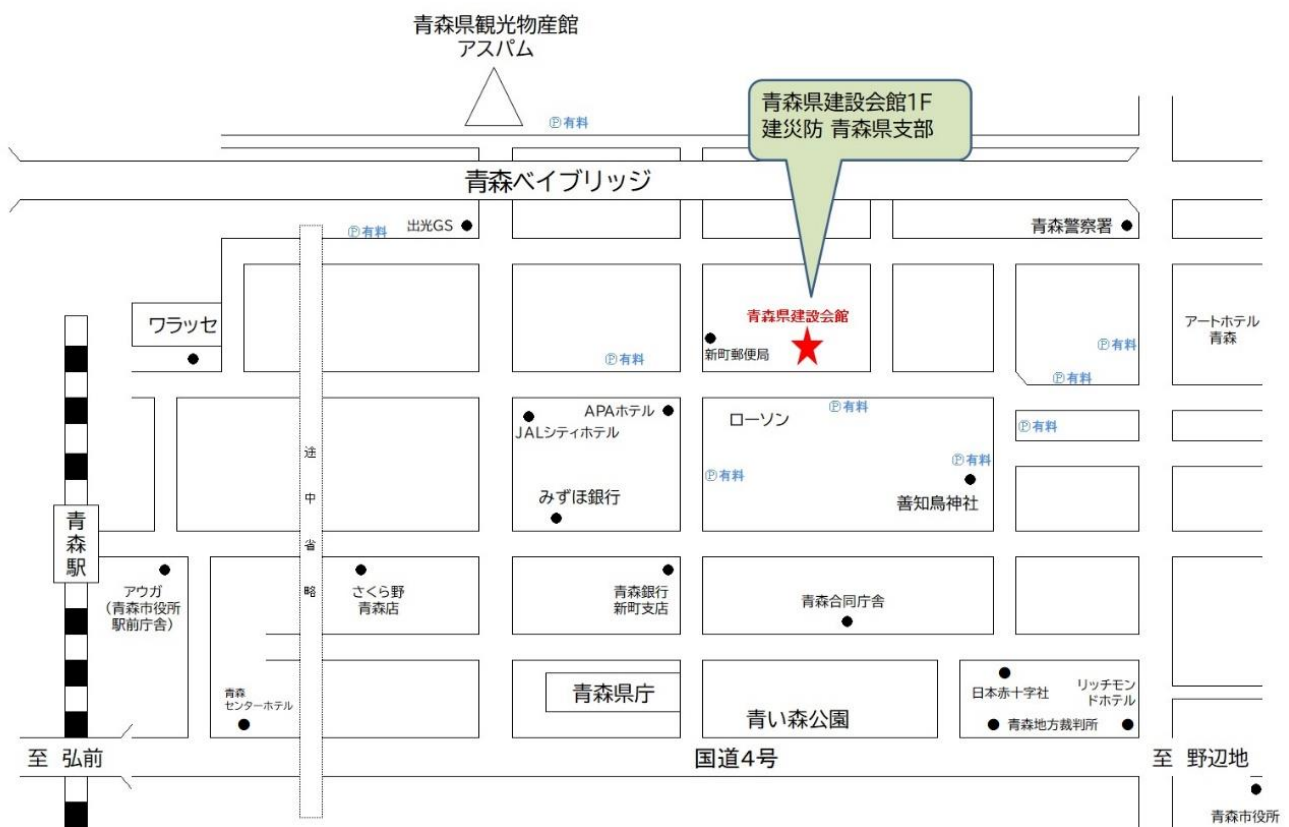 青森県観光物産館
アスパム
Ⓟ有料
青森県建設会館1F
建災防 青森県支部
青森ベイブリッジ
Ⓟ有料
出光GS
青森警察署
ワラッセ
青森県建設会館
新町郵便局
Ⓟ有料
Ⓟ有料
Ⓟ有料
アートホテル
青森
APAホテル
JALシティホテル
ローソン
Ⓟ有料
Ⓟ有料
途中省略
みずほ銀行
Ⓟ有料
Ⓟ有料
善知鳥神社
青森駅
アウガ
(青森市役所
駅前庁舎)
さくら野
青森店
青森銀行
新町支店
青森合同庁舎
青森
センターホテル
青森県庁
青い森公園
日本赤十字社
リッチモン
ドホテル
青森地方裁判所
至 弘前
国道4号
至 野辺地
青森市役所